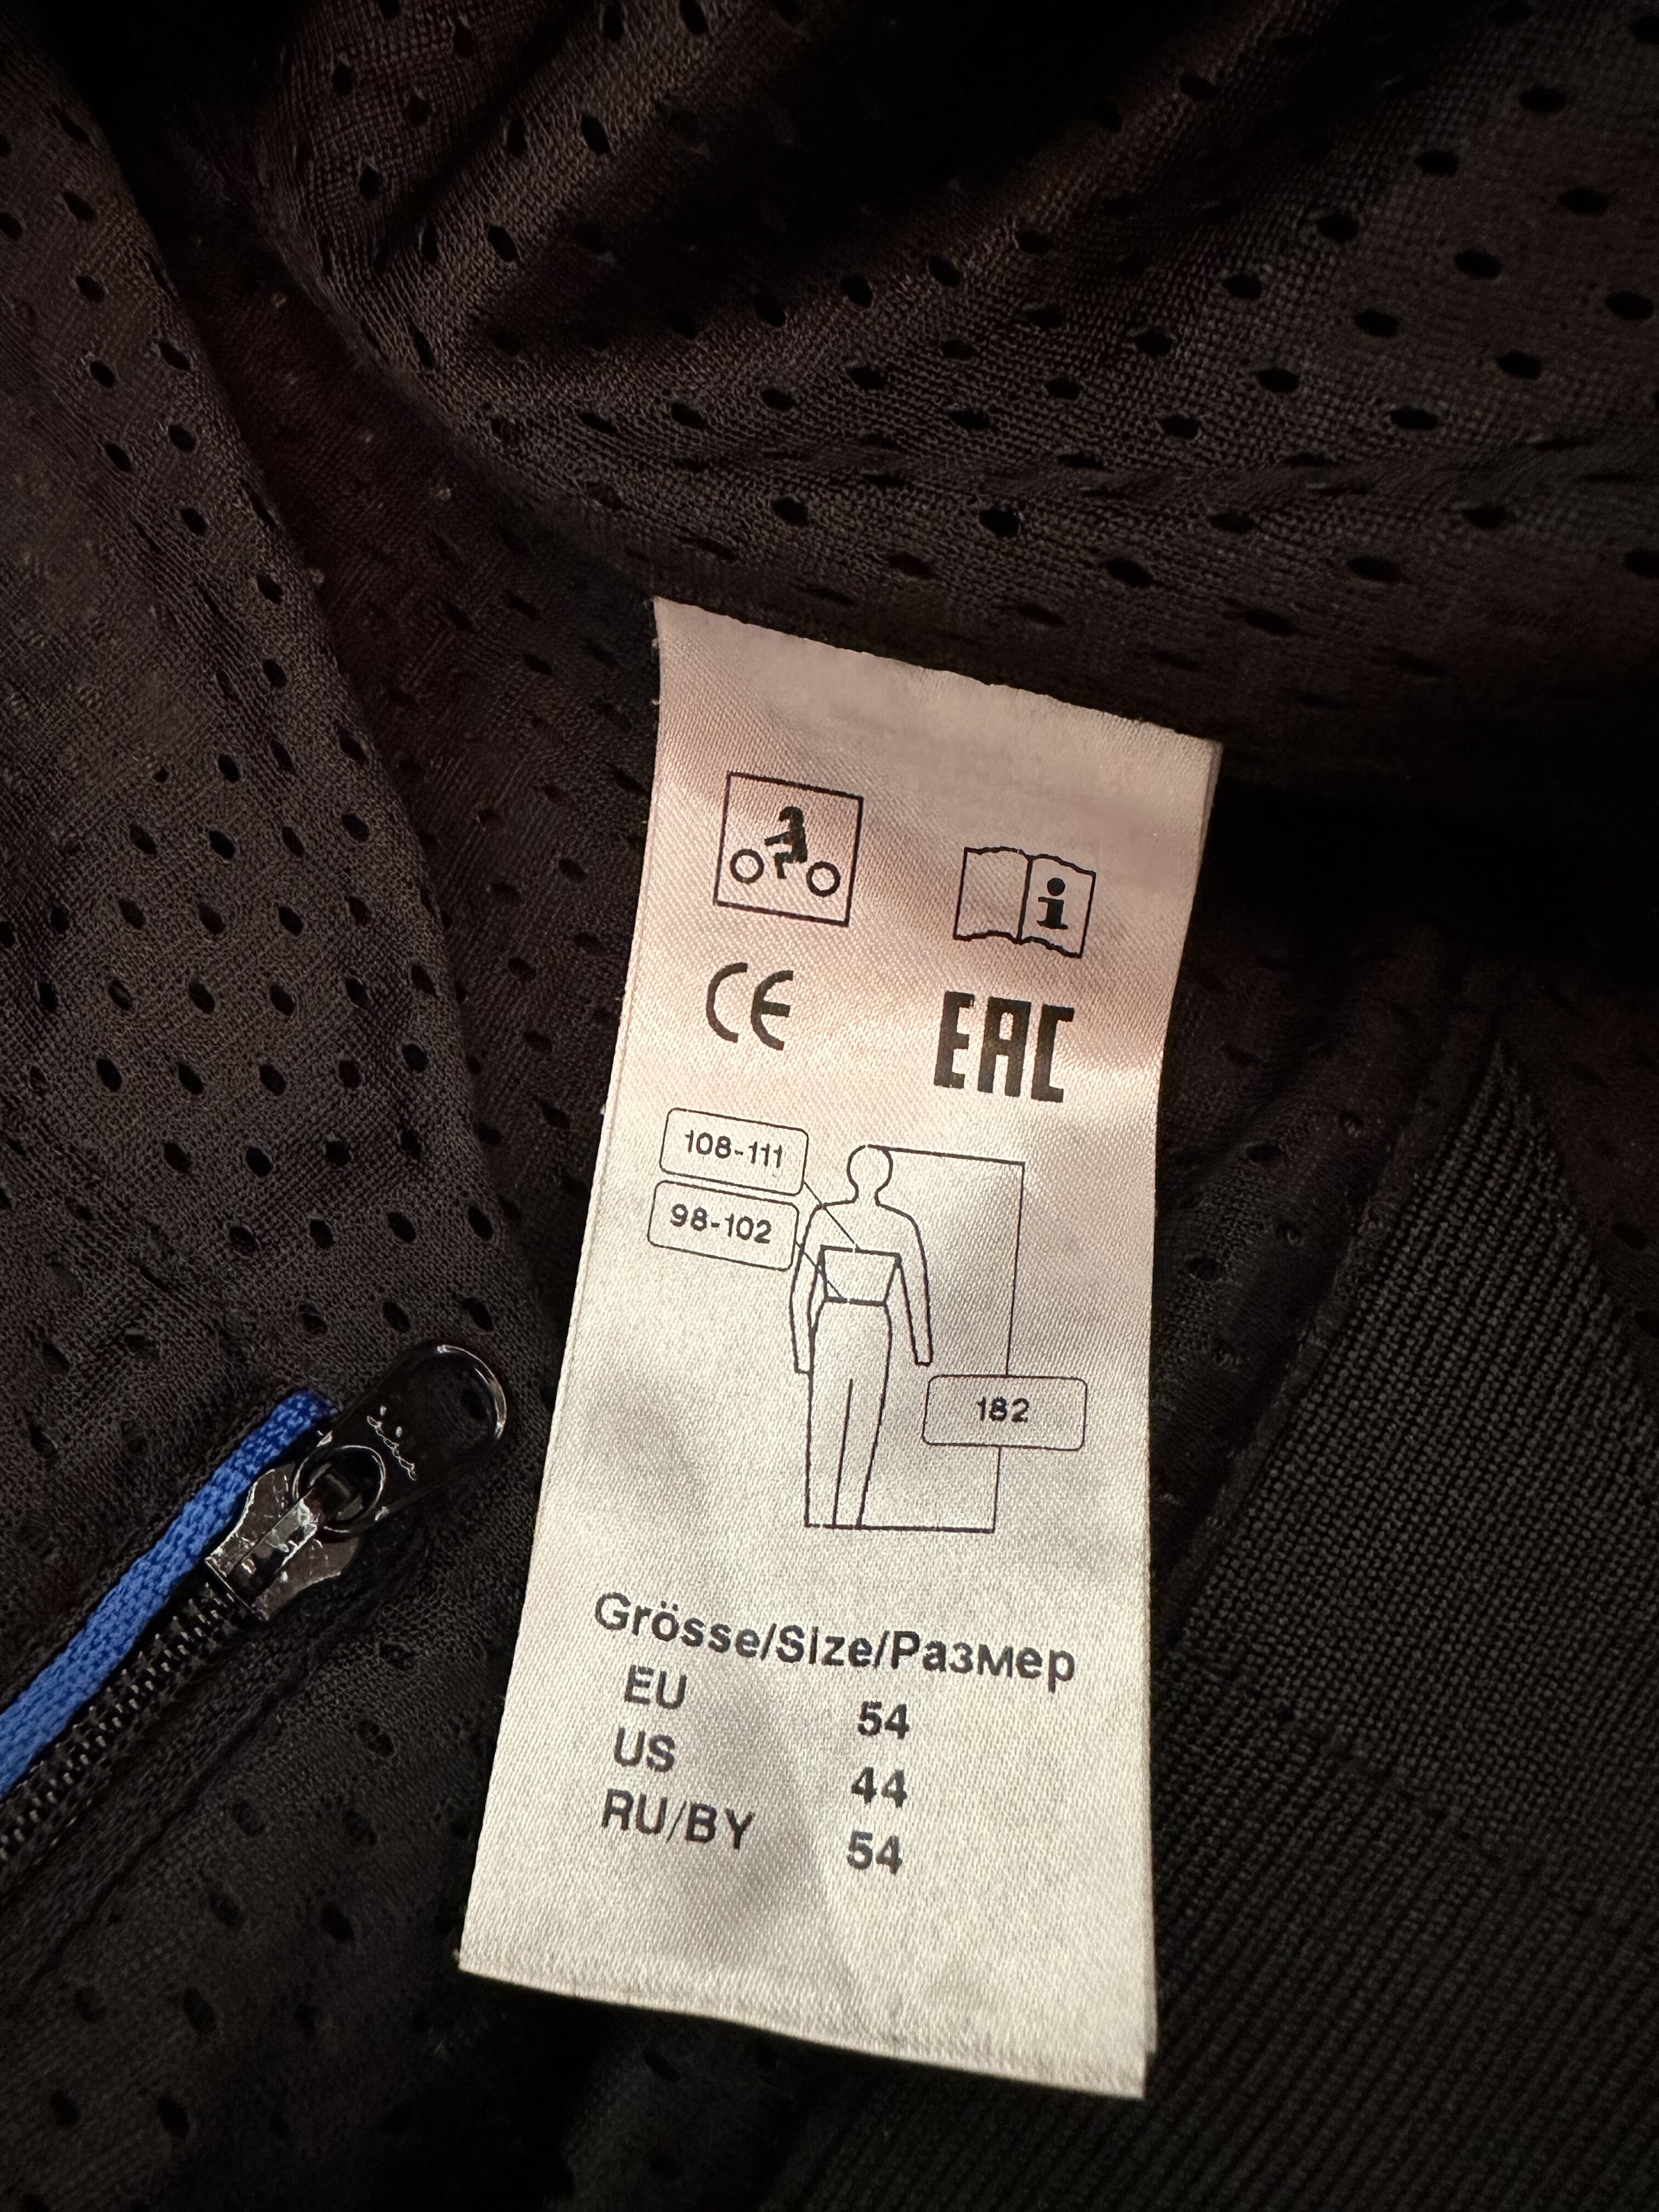 i
CE EAC
108-111
98-102
182
Grösse/Size/Размер
EU 54
US 44
RU/BY 54